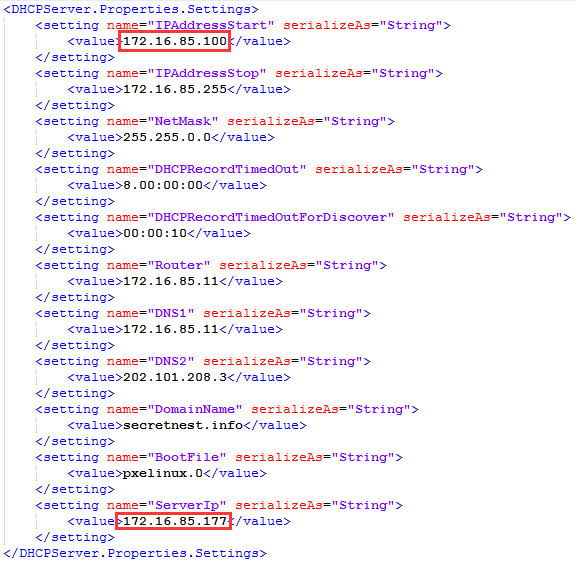 <DHCPServer.Properties.Settings>
<setting name="IPAddressStart" serializeAs="String">
<value>172.16.85.100</value>
</setting>
<setting name="IPAddressStop" serializeAs="String">
<value>172.16.85.255</value>
</setting>
<setting name="NetMask" serializeAs="String">
<value>255.255.0.0</value>
</setting>
<setting name="DHCPRecordTimedOut" serializeAs="String">
<value>8.00:00:00</value>
</setting>
<setting name="DHCPRecordTimedOutForDiscover" serializeAs="String">
<value>00:00:10</value>
</setting>
<setting name="Router" serializeAs="String">
<value>172.16.85.11</value>
</setting>
<setting name="DNS1" serializeAs="String">
<value>172.16.85.11</value>
</setting>
<setting name="DNS2" serializeAs="String">
<value>202.101.208.3</value>
</setting>
<setting name="DomainName" serializeAs="String">
<value>secretnest.info</value>
</setting>
<setting name="BootFile" serializeAs="String">
<value>pxelinux.0</value>
</setting>
<setting name="ServerIp" serializeAs="String">
<value>172.16.85.177</value>
</setting>
</DHCPServer.Properties.Settings>